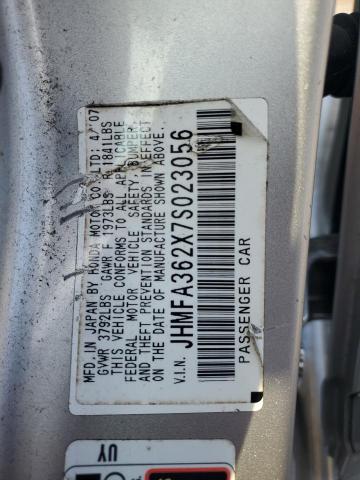 MFD. IN JAPAN BY HONDA MOTOR CO., LTD: 4/07
GVWR 3792LBS GAWR F 1973LBS R 1841LBS
THIS VEHICLE CONFORMS TO ALL APPLICABLE
FEDERAL MOTOR VEHICLE SAFETY, BUMPER,
AND THEFT PREVENTION STANDARDS IN EFFECT
ON THE DATE OF MANUFACTURE SHOWN ABOVE.
V.I.N. JHMFA362X7S023056
PASSENGER CAR
UY